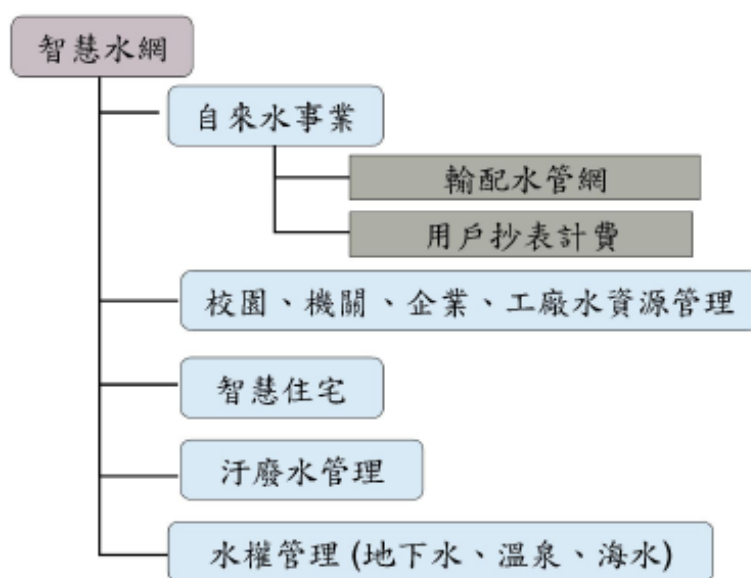 智慧水網
自來水事業
輸配水管網
用戶抄表計費
校園、機關、企業、工廠水資源管理
智慧住宅
汙廢水管理
水權管理 (地下水、溫泉、海水)